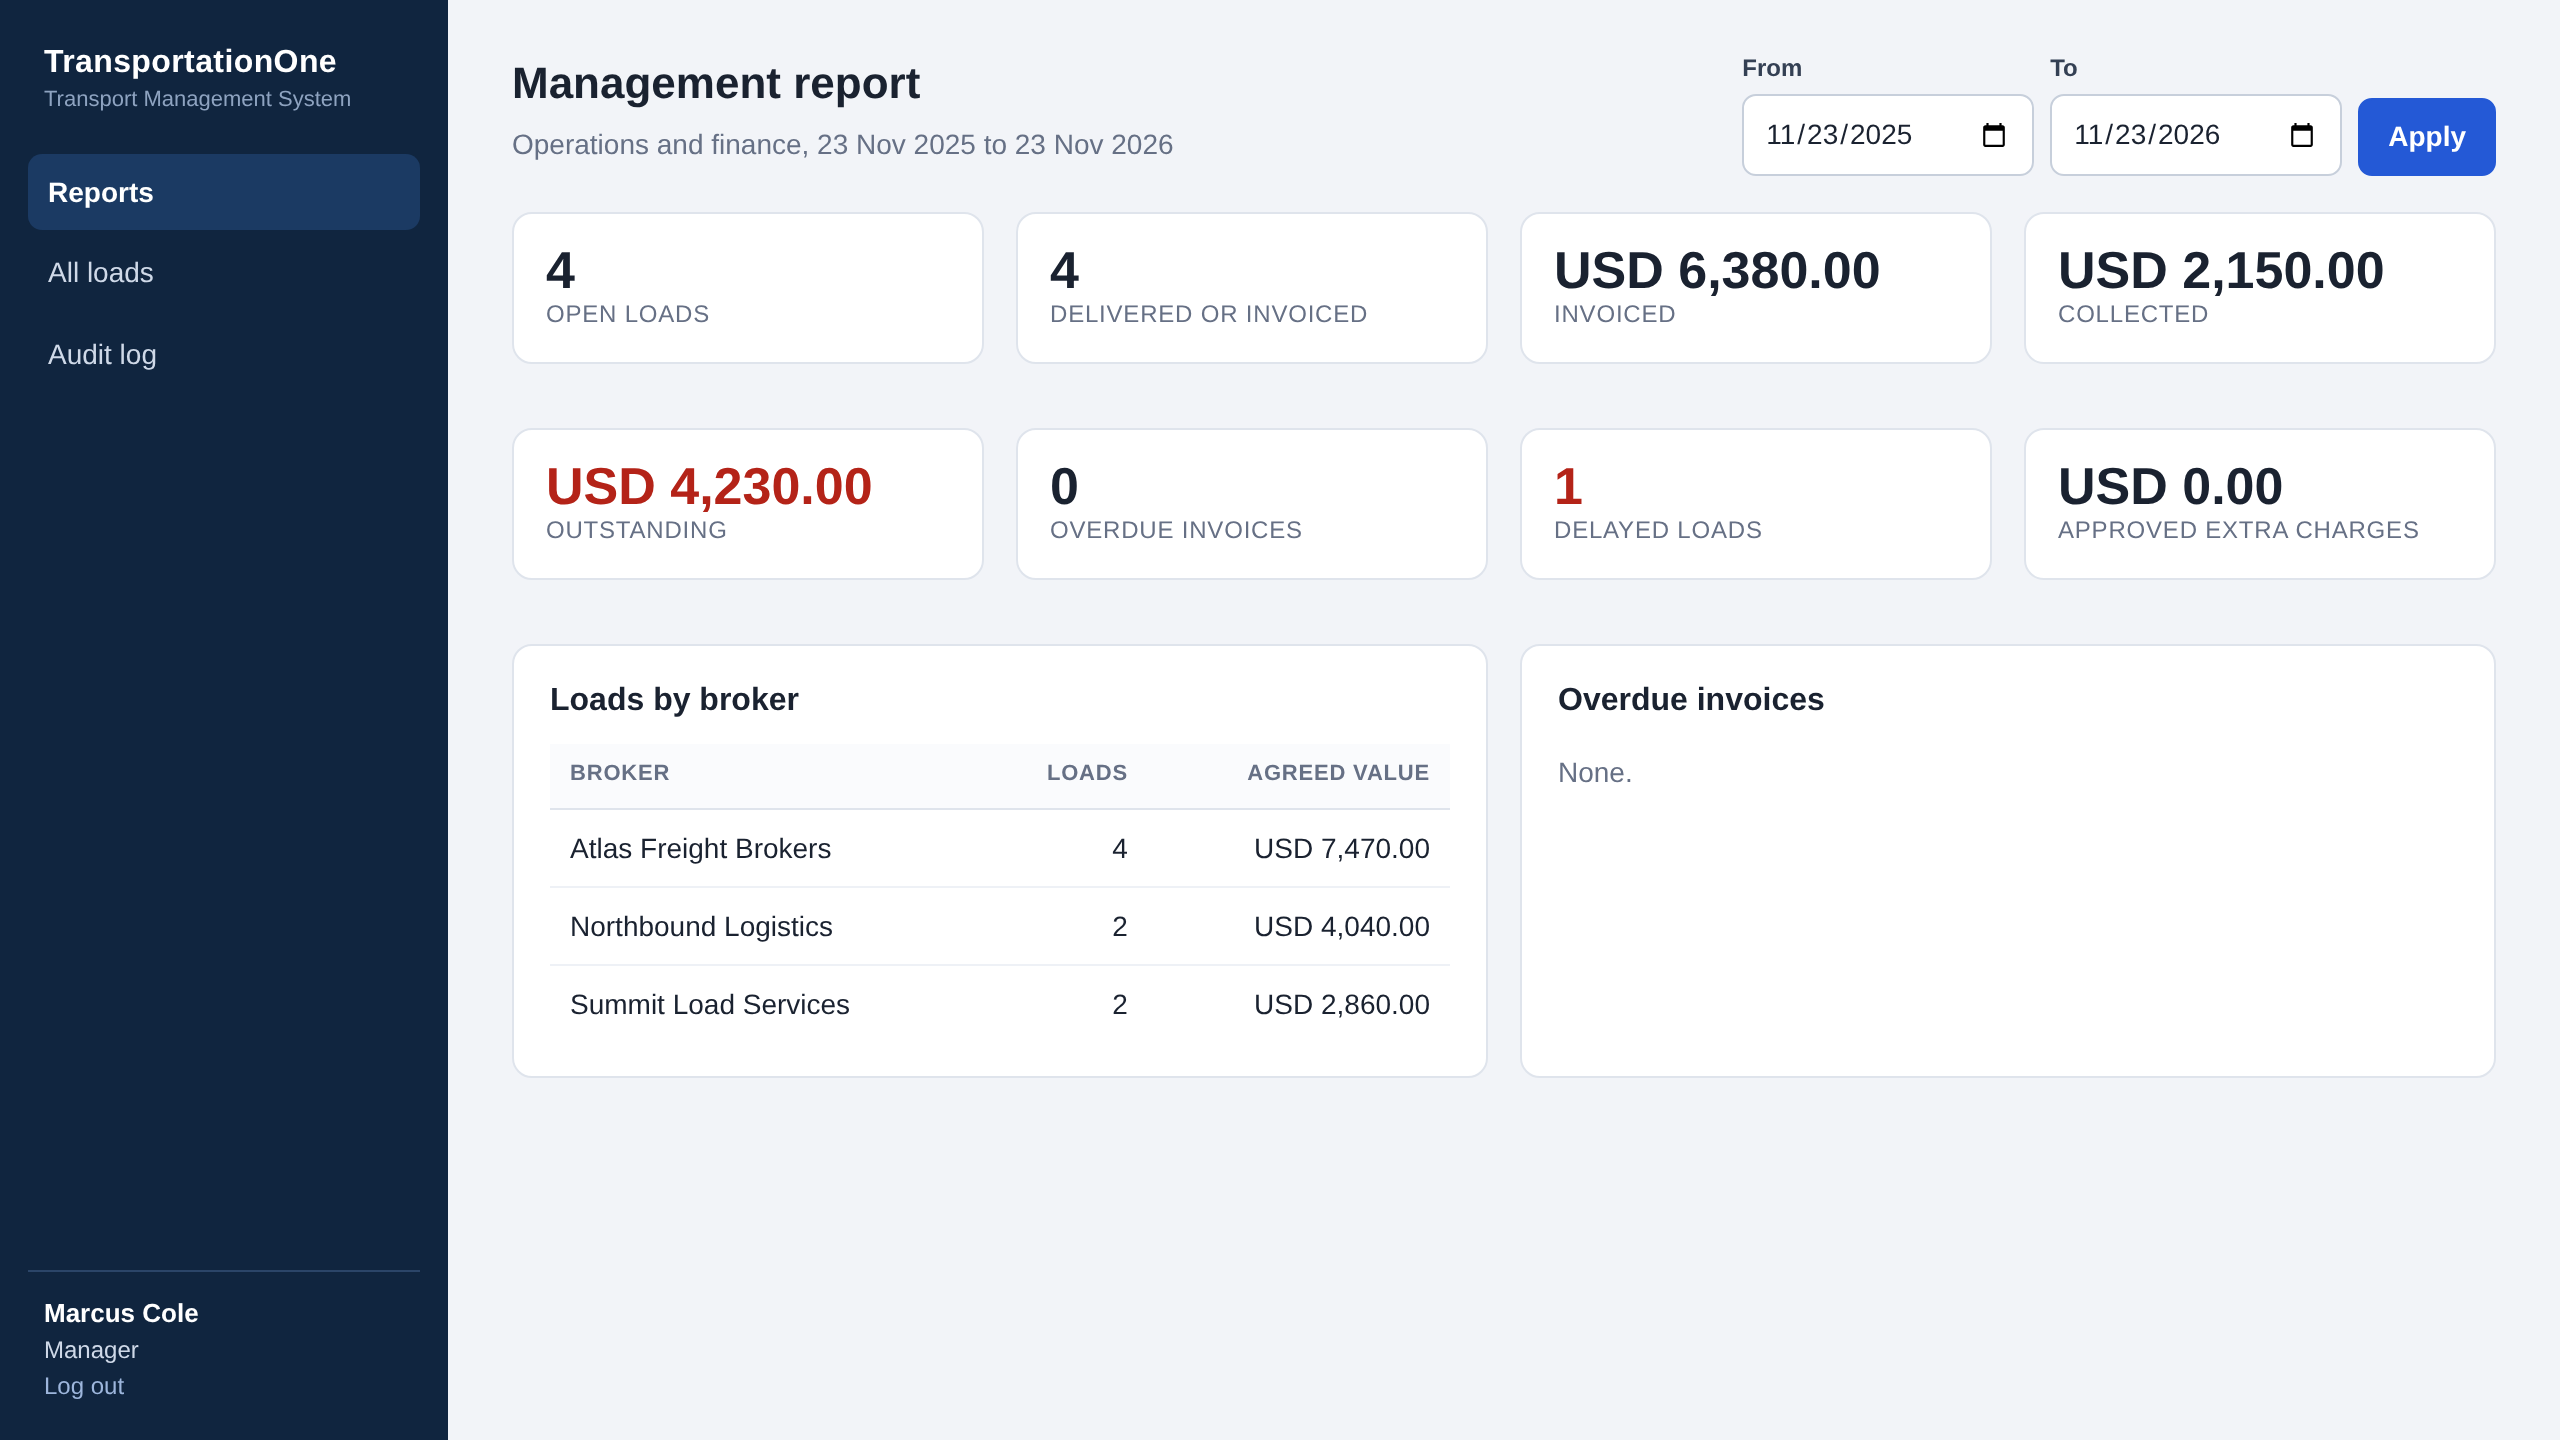 TransportationOne
Transport Management System
Reports
All loads
Audit log
Marcus Cole
Manager
Log out
Management report
Operations and finance, 23 Nov 2025 to 23 Nov 2026
From
11/23/2025
To
11/23/2026
Apply
4
OPEN LOADS
4
DELIVERED OR INVOICED
USD 6,380.00
INVOICED
USD 2,150.00
COLLECTED
USD 4,230.00
OUTSTANDING
0
OVERDUE INVOICES
1
DELAYED LOADS
USD 0.00
APPROVED EXTRA CHARGES
Loads by broker
BROKER LOADS AGREED VALUE
Atlas Freight Brokers 4 USD 7,470.00
Northbound Logistics 2 USD 4,040.00
Summit Load Services 2 USD 2,860.00
Overdue invoices
None.